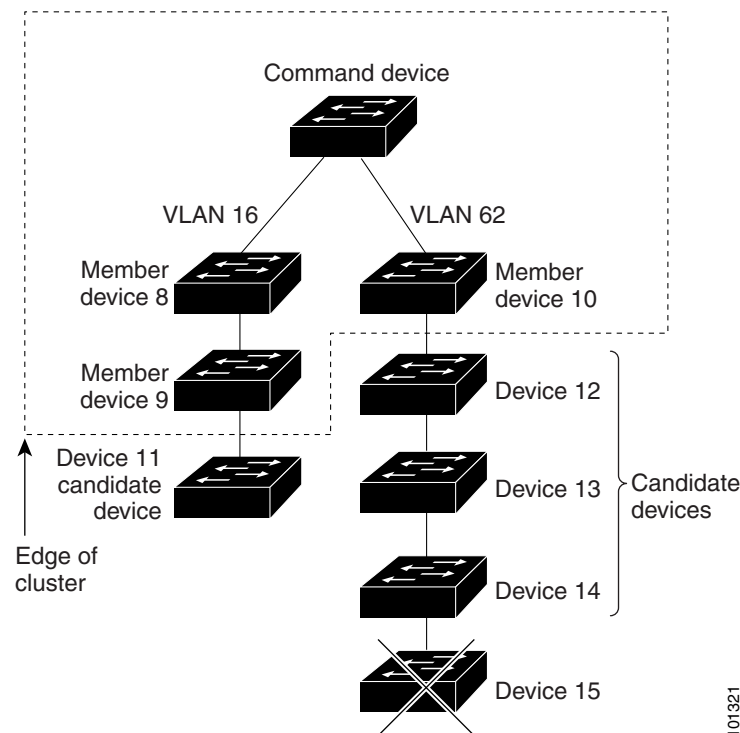 Command device
VLAN 16
VLAN 62
Member
device 8
Member
device 10
Member
device 9
Device 12
Device 11
candidate
device
Device 13
Candidate
devices
Edge of
cluster
Device 14
Device 15
101321